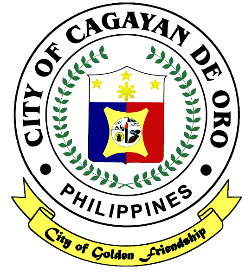 CITY OF CAGAYAN DE ORO
PHILIPPINES
City of Golden Friendship